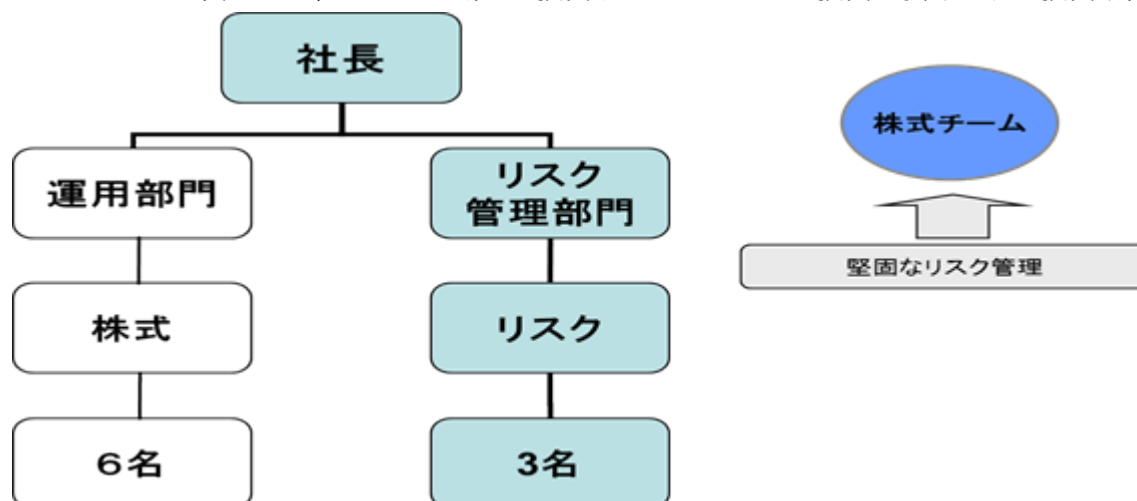 社長
運用部門
リスク
管理部門
株式
リスク
6名
3名
株式チーム
堅固なリスク管理